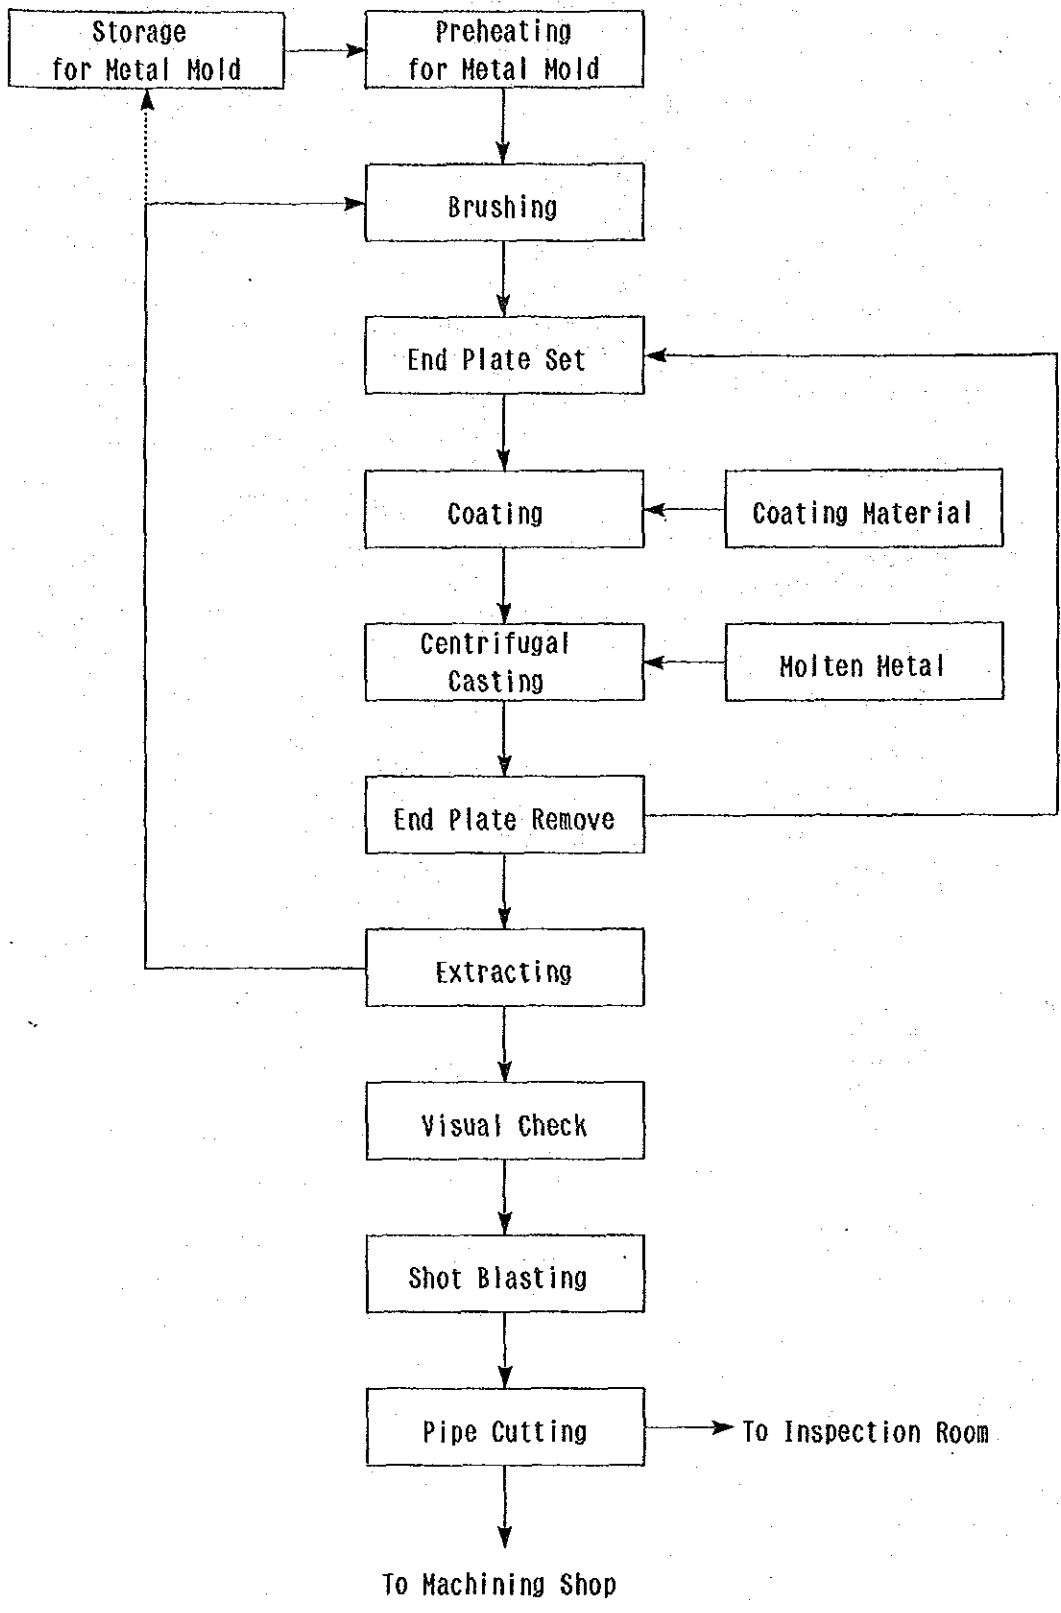 Storage
for Metal Mold
Preheating
for Metal Mold
Brushing
End Plate Set
Coating
Coating Material
Centrifugal
Casting
Molten Metal
End Plate Remove
Extracting
Visual Check
Shot Blasting
Pipe Cutting
To Inspection Room
To Machining Shop